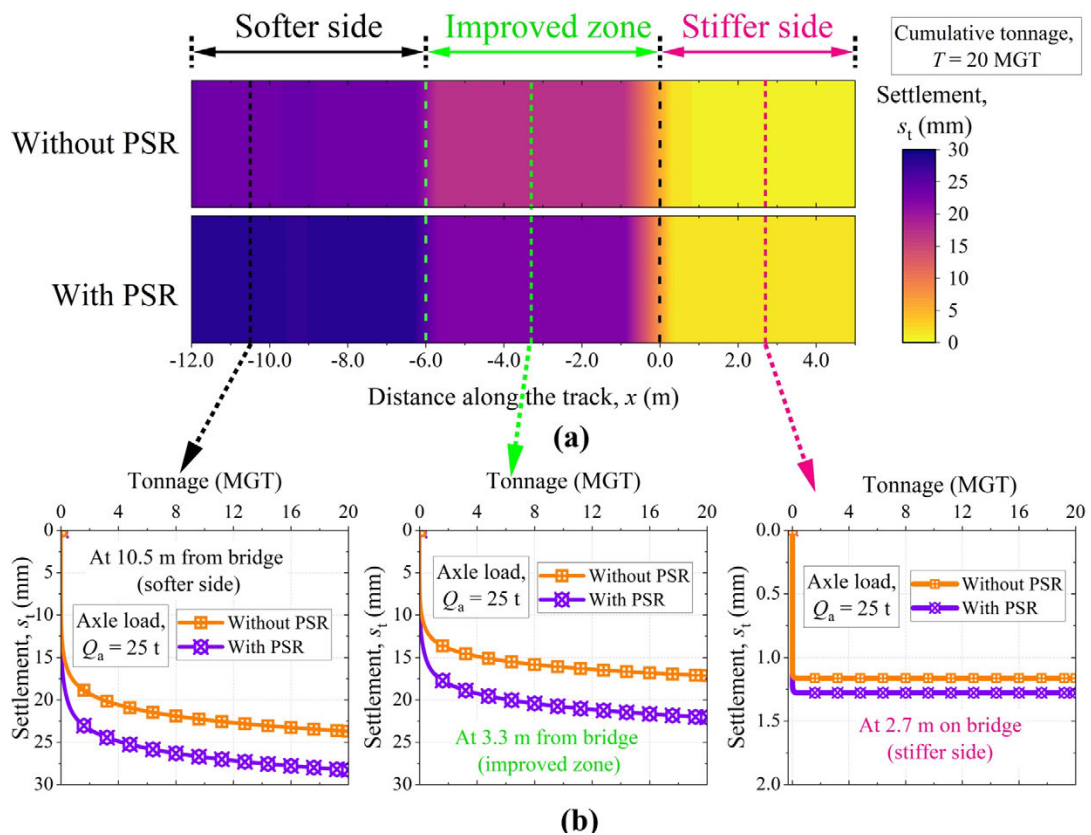 Softer side
Improved zone
Stiffer side
Cumulative tonnage,
T = 20 MGT
Without PSR
With PSR
Settlement,
st (mm)
30
25
20
15
10
5
0
-12.0 -10.0 -8.0 -6.0 -4.0 -2.0 0.0 2.0 4.0
Distance along the track, x (m)
(a)
Tonnage (MGT)
0 4 8 12 16 20
0
5
10
15
20
25
30
Settlement, st (mm)
At 10.5 m from bridge
(softer side)
Axle load,
Qa = 25 t
Without PSR
With PSR
Tonnage (MGT)
0 4 8 12 16 20
0
5
10
15
20
25
30
Settlement, st (mm)
Axle load,
Qa = 25 t
Without PSR
With PSR
At 3.3 m from bridge
(improved zone)
Tonnage (MGT)
0 4 8 12 16 20
0.0
0.5
1.0
1.5
2.0
Settlement, st (mm)
Axle load,
Qa = 25 t
Without PSR
With PSR
At 2.7 m on bridge
(stiffer side)
(b)